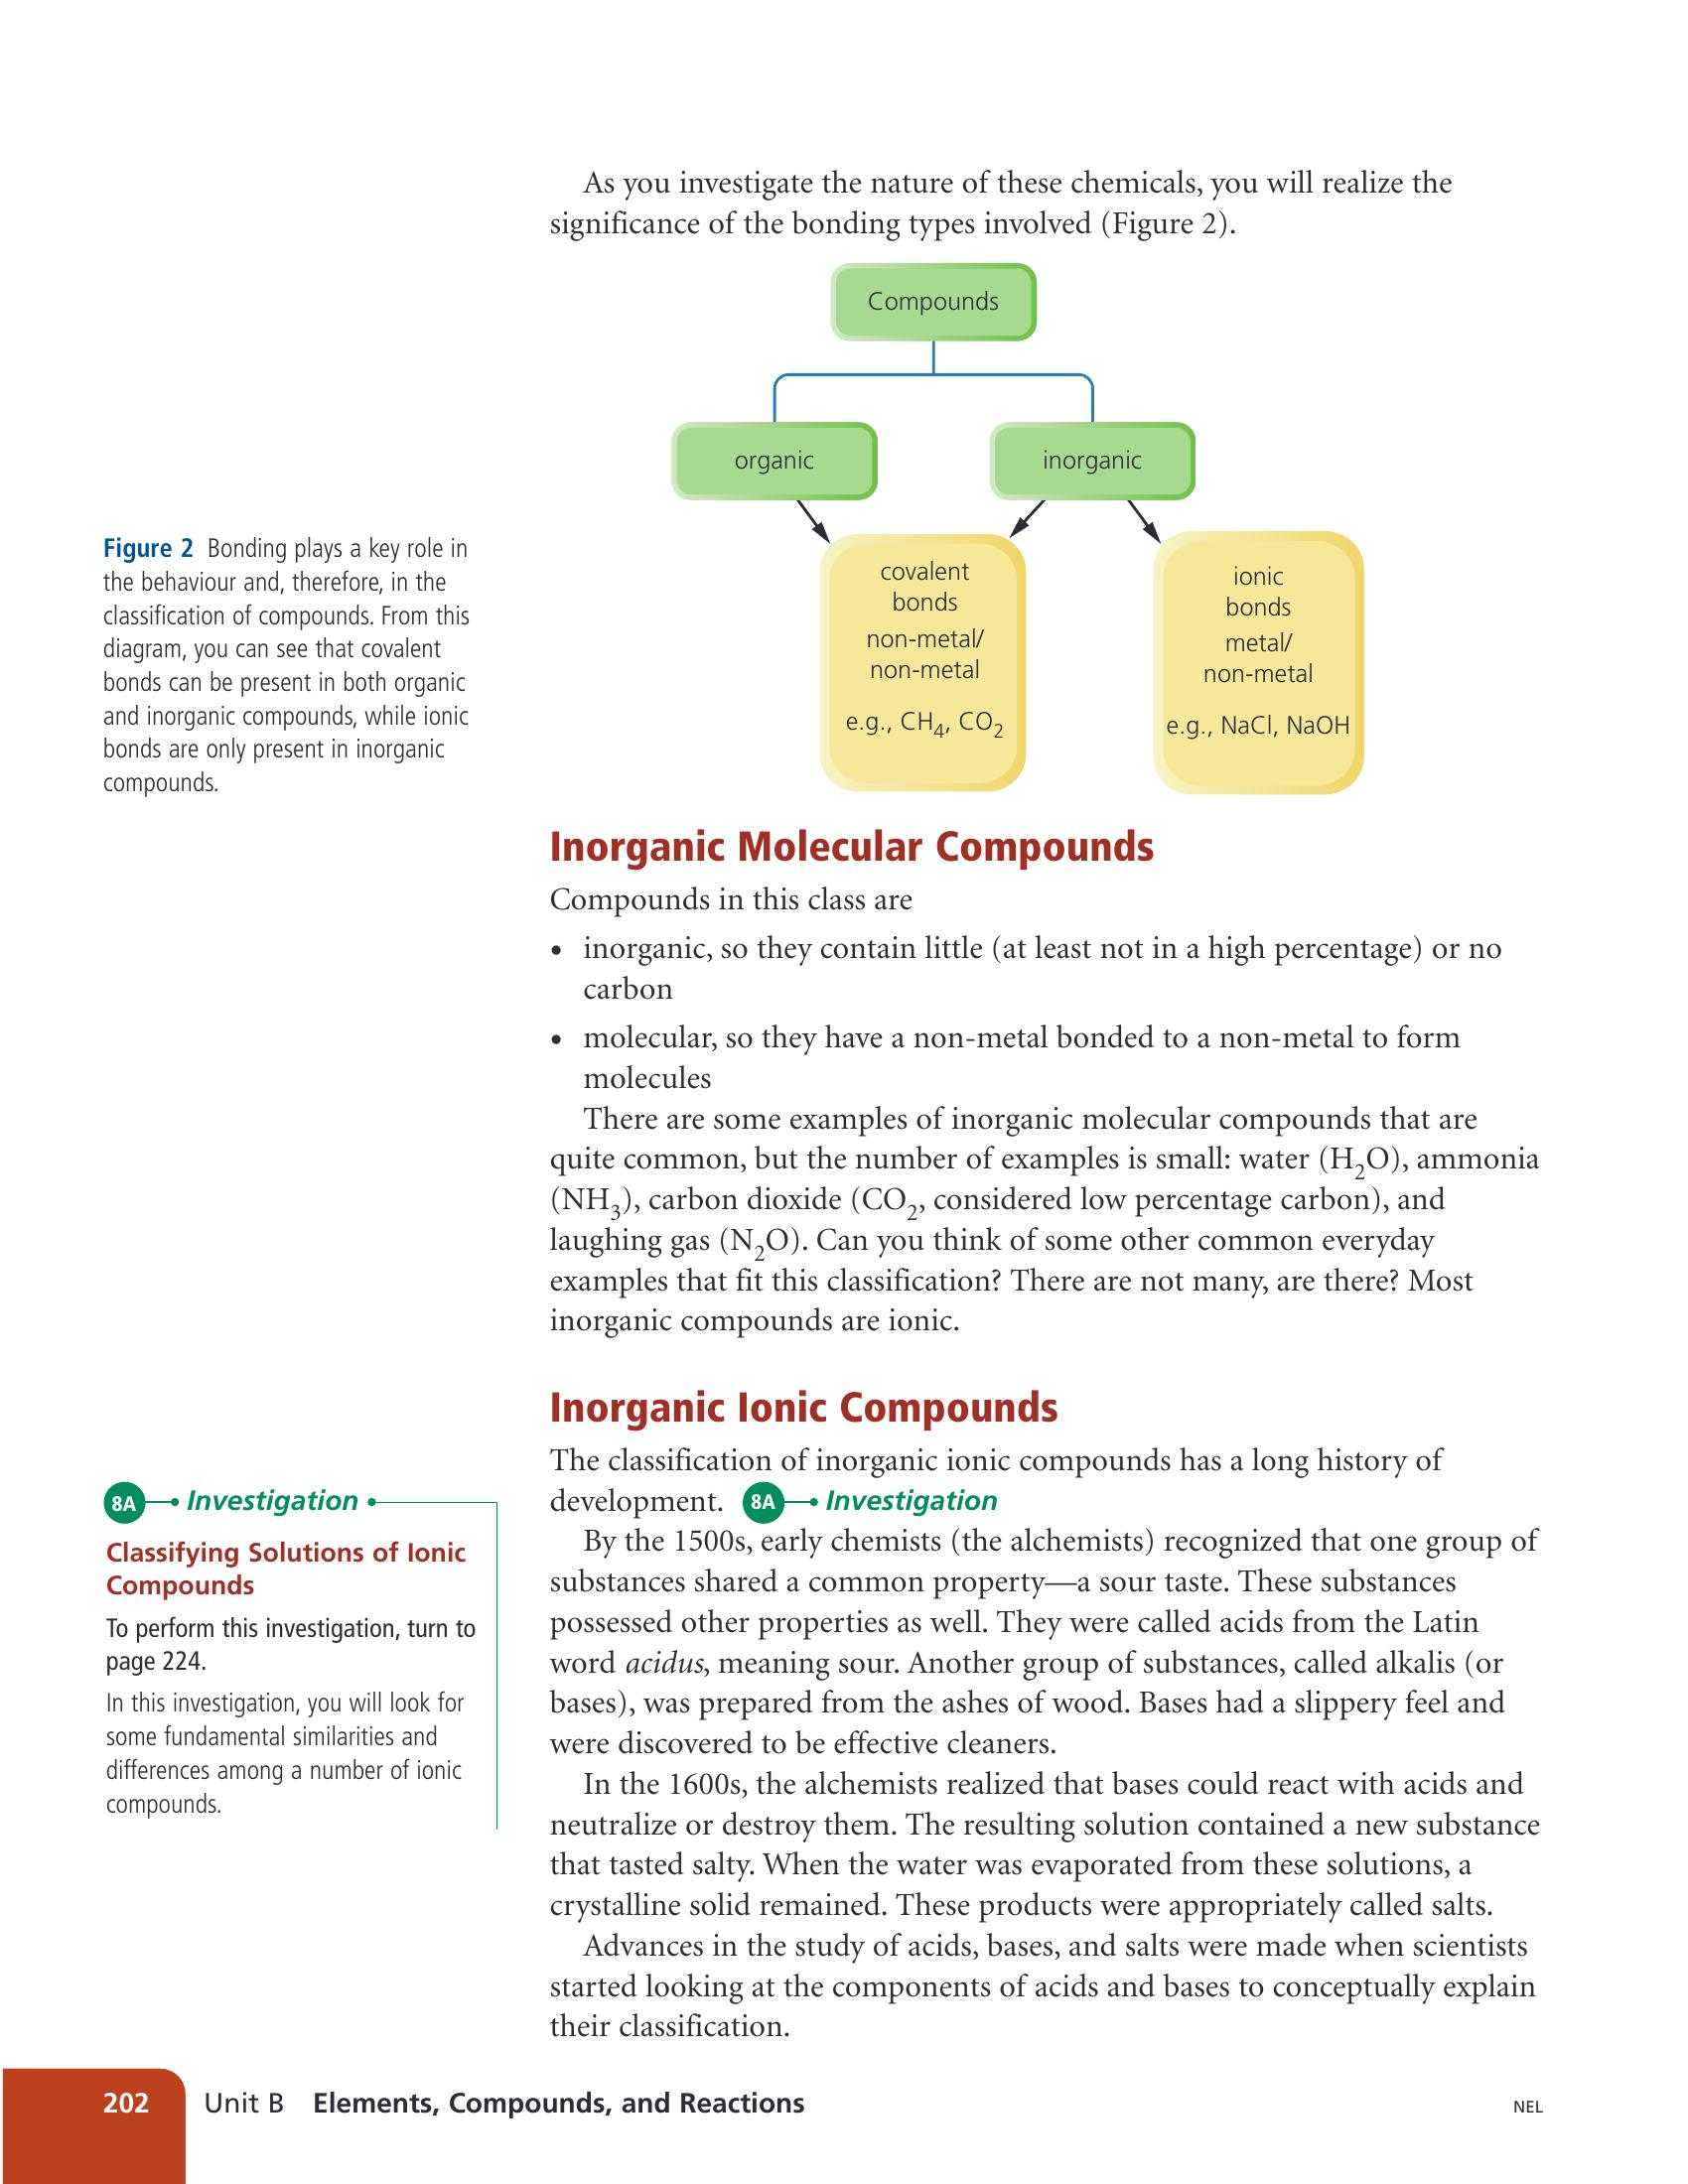 As you investigate the nature of these chemicals, you will realize the
significance of the bonding types involved (Figure 2).
Compounds
organic
inorganic
covalent
bonds
non-metal/
non-metal
e.g., CH₄, CO₂
ionic
bonds
metal/
non-metal
e.g., NaCl, NaOH
Figure 2 Bonding plays a key role in
the behaviour and, therefore, in the
classification of compounds. From this
diagram, you can see that covalent
bonds can be present in both organic
and inorganic compounds, while ionic
bonds are only present in inorganic
compounds.
Inorganic Molecular Compounds
Compounds in this class are
• inorganic, so they contain little (at least not in a high percentage) or no
carbon
• molecular, so they have a non-metal bonded to a non-metal to form
molecules
There are some examples of inorganic molecular compounds that are
quite common, but the number of examples is small: water (H₂O), ammonia
(NH₃), carbon dioxide (CO₂, considered low percentage carbon), and
laughing gas (N₂O). Can you think of some other common everyday
examples that fit this classification? There are not many, are there? Most
inorganic compounds are ionic.
Inorganic Ionic Compounds
The classification of inorganic ionic compounds has a long history of
development. 8A Investigation
By the 1500s, early chemists (the alchemists) recognized that one group of
substances shared a common property—a sour taste. These substances
possessed other properties as well. They were called acids from the Latin
word acidus, meaning sour. Another group of substances, called alkalis (or
bases), was prepared from the ashes of wood. Bases had a slippery feel and
were discovered to be effective cleaners.
In the 1600s, the alchemists realized that bases could react with acids and
neutralize or destroy them. The resulting solution contained a new substance
that tasted salty. When the water was evaporated from these solutions, a
crystalline solid remained. These products were appropriately called salts.
Advances in the study of acids, bases, and salts were made when scientists
started looking at the components of acids and bases to conceptually explain
their classification.
8A Investigation
Classifying Solutions of Ionic
Compounds
To perform this investigation, turn to
page 224.
In this investigation, you will look for
some fundamental similarities and
differences among a number of ionic
compounds.
202 Unit B Elements, Compounds, and Reactions
NEL